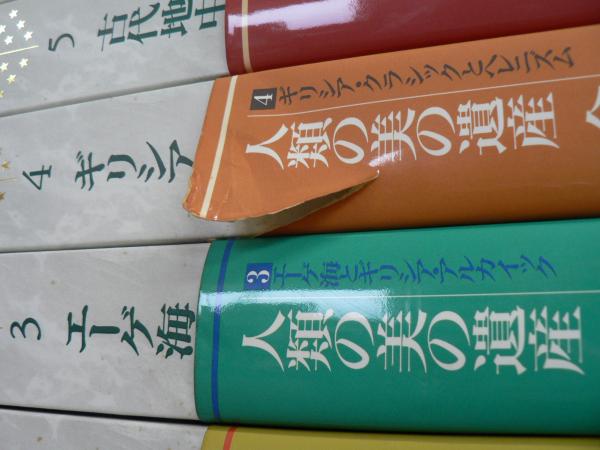 5 古代地中
4 ギリシア
4 ギリシア・クラシックとヘレニズム
人類の美の遺産
3 エーゲ海
3 エーゲ海とギリシア・アルカイック
人類の美の遺産